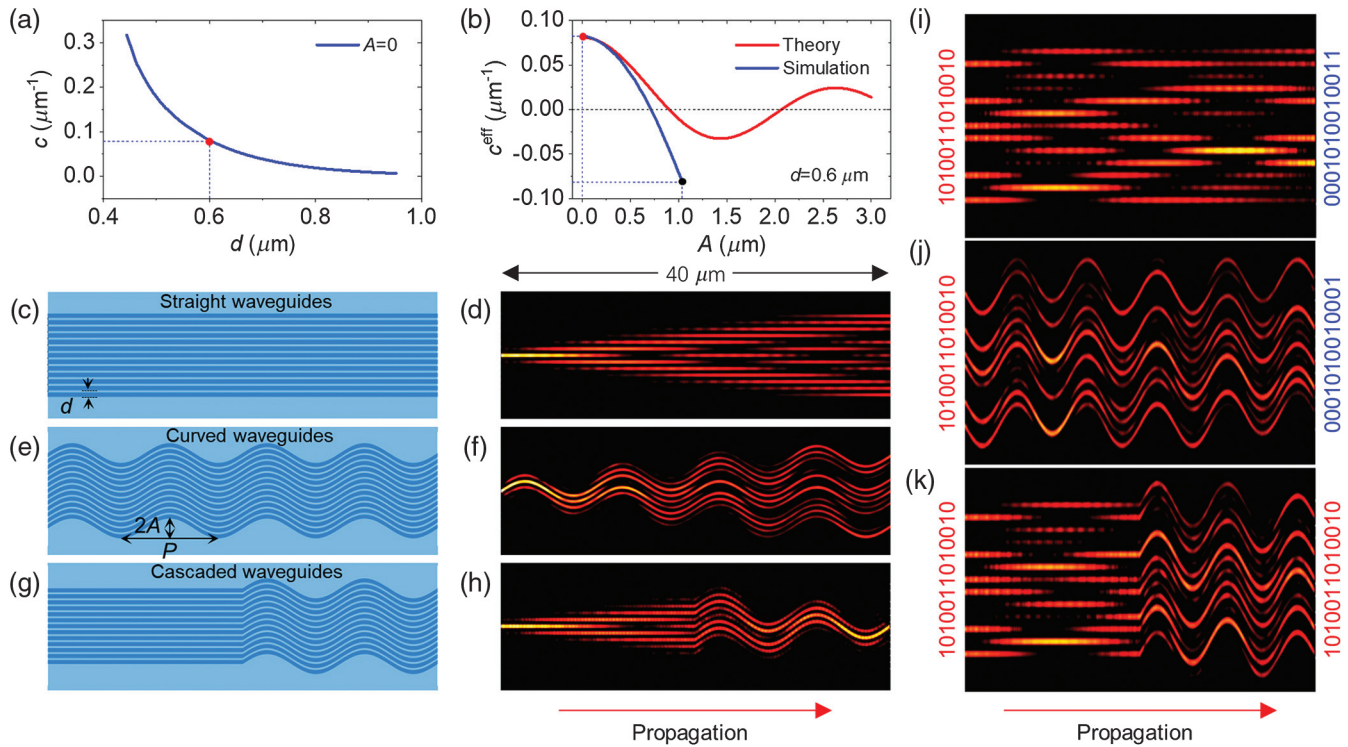 (a)
0.3
0.2
0.1
0.0
c (μm⁻¹)
A=0
0.4 0.6 0.8 1.0
d (μm)
(b)
0.10
0.05
0.00
-0.05
-0.10
cᵉᶠᶠ (μm⁻¹)
Theory
Simulation
d=0.6 μm
0.0 0.5 1.0 1.5 2.0 2.5 3.0
A (μm)
40 μm
(c)
Straight waveguides
d
(d)
(e)
Curved waveguides
2A
P
(f)
(g)
Cascaded waveguides
(h)
Propagation
(i)
1010011010010
0001010010011
(j)
1010011010010
0001010010001
(k)
1010011010010
1010011010010
Propagation